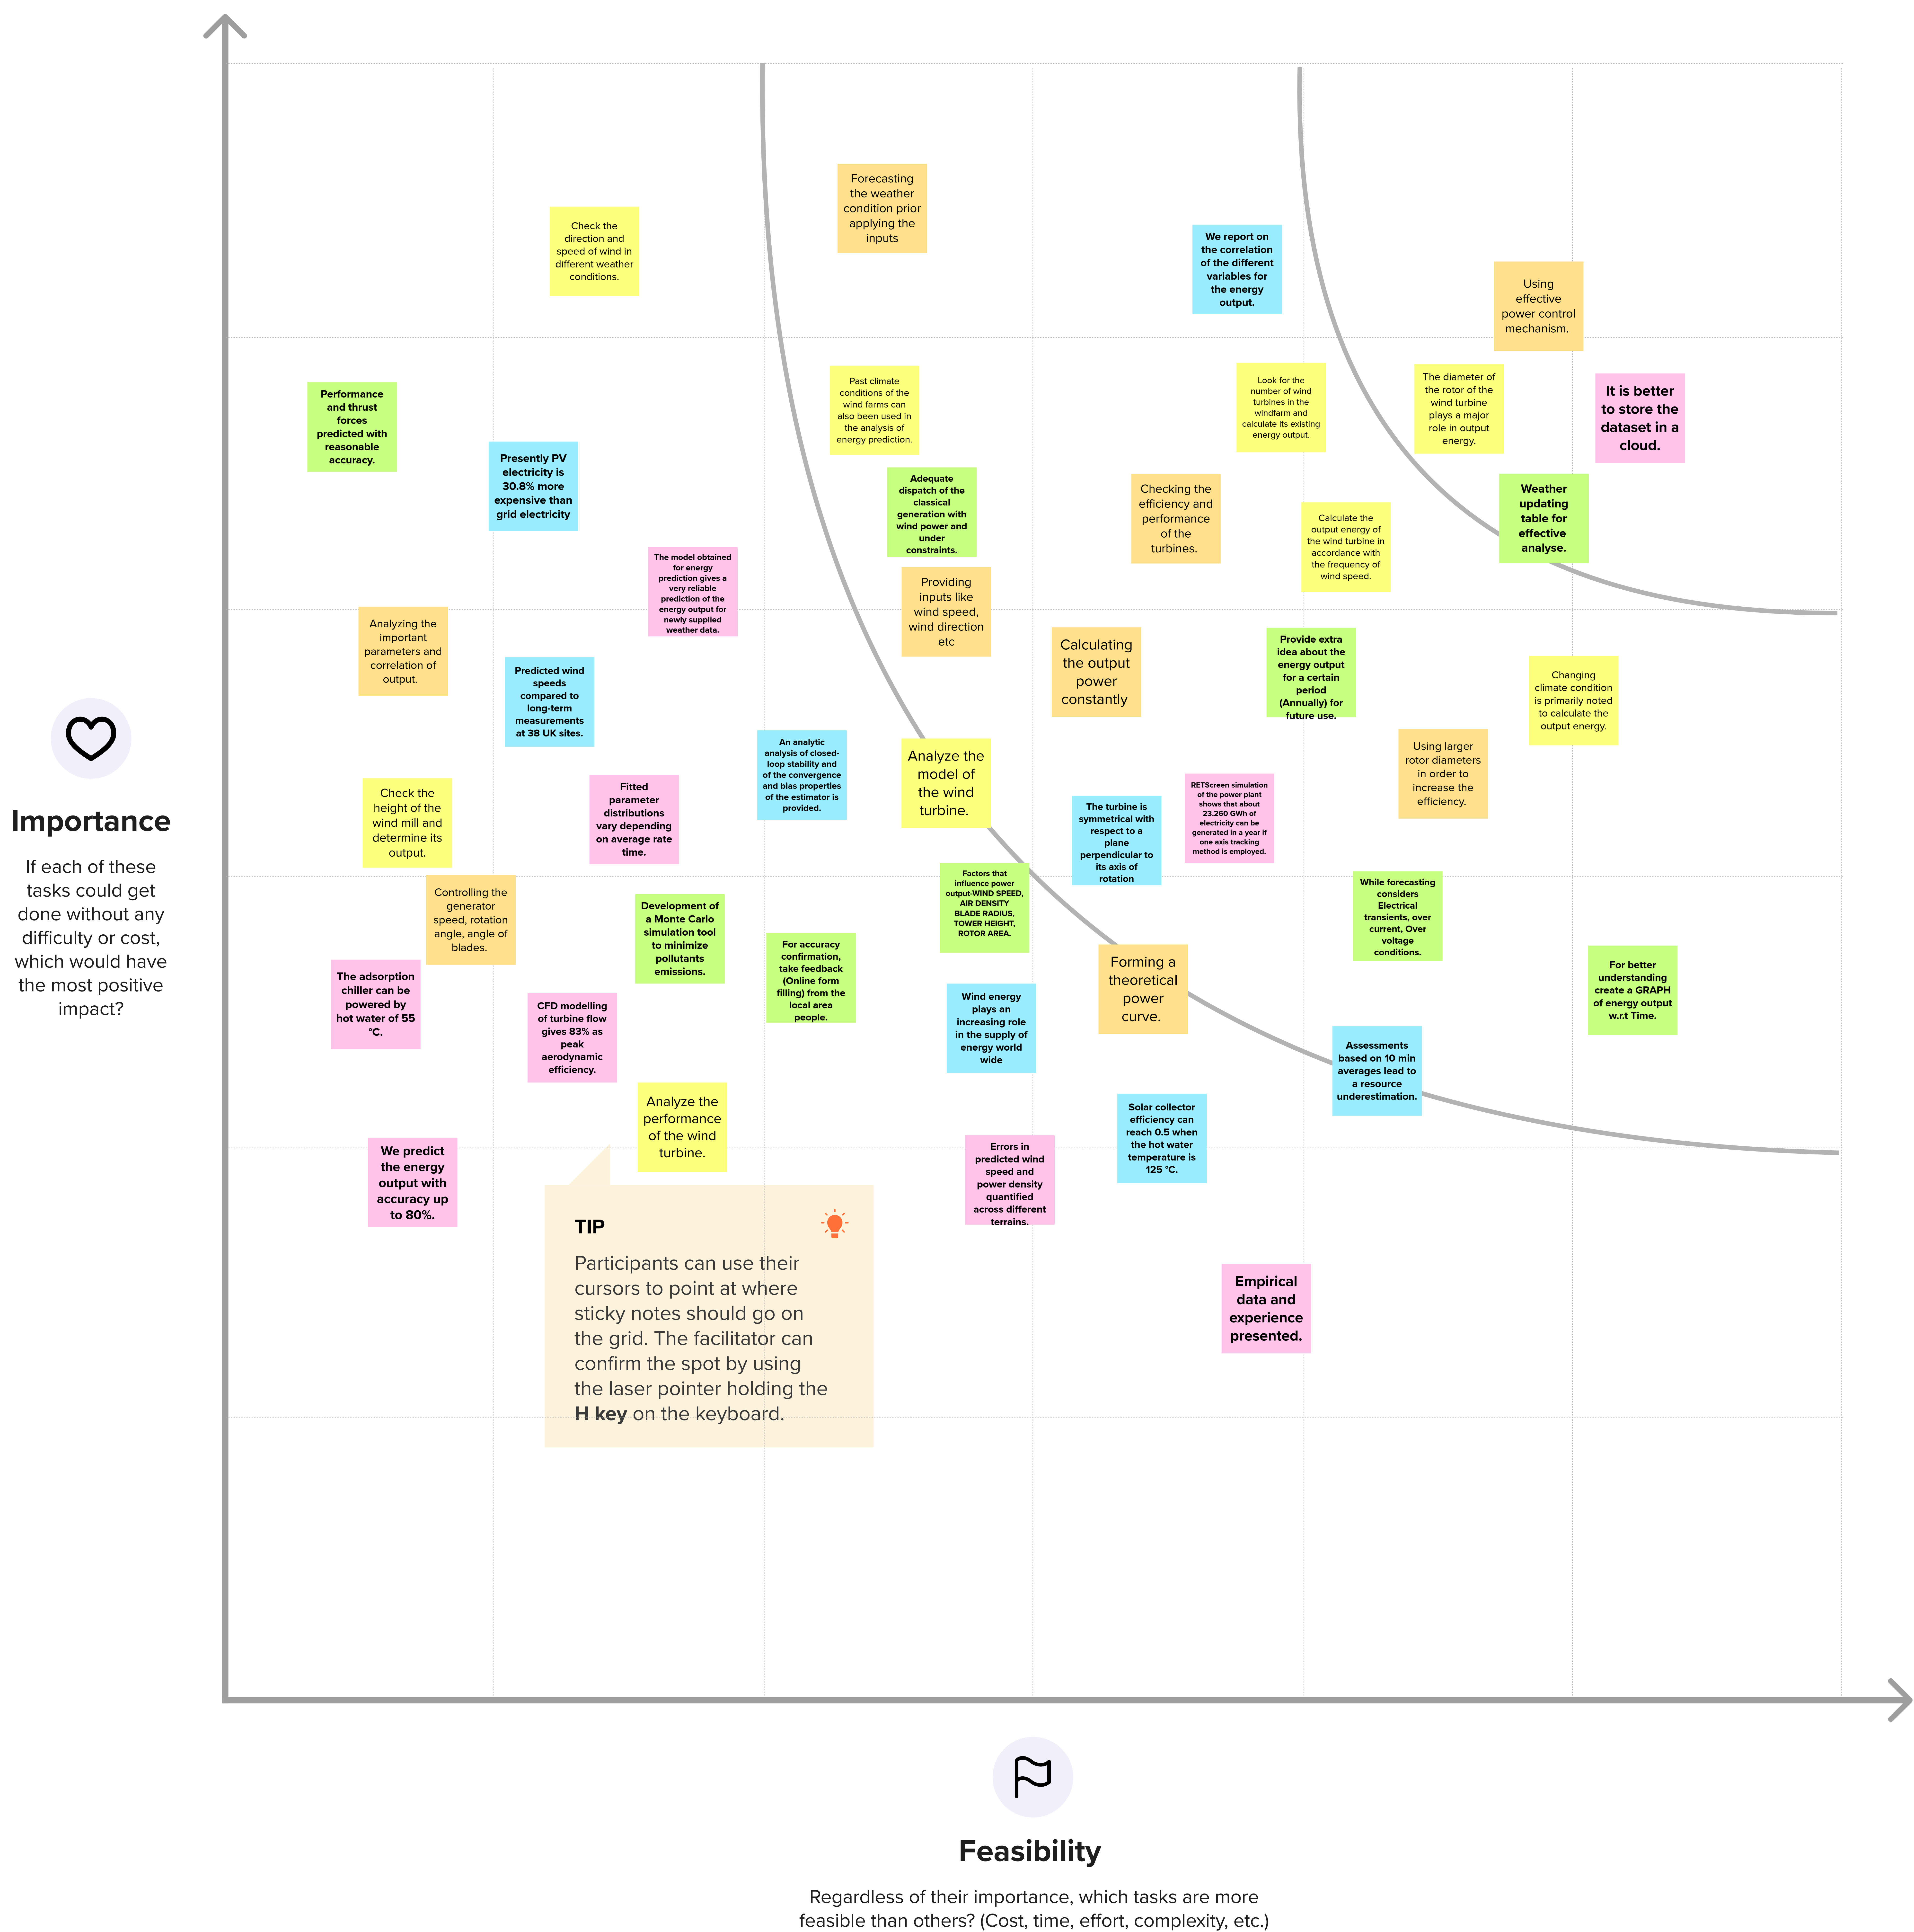 Forecasting
the weather
condition prior
applying the
inputs
Check the
direction and
speed of wind in
different weather
conditions.
We report on
the correlation
of the different
variables for
the energy
output.
Using
effective
power control
mechanism.
Performance
and thrust
forces
predicted with
reasonable
accuracy.
Past climate
conditions of the
wind farms can
also been used in
the analysis of
energy prediction.
Look for the
number of wind
turbines in the
windfarm and
calculate its existing
energy output.
The diameter of
the rotor of the
wind turbine
plays a major
role in output
energy.
It is better
to store the
dataset in a
cloud.
Presently PV
electricity is
30.8% more
expensive than
grid electricity
Adequate
dispatch of the
classical
generation with
wind power and
under
constraints.
Checking the
efficiency and
performance
of the
turbines.
Calculate the
output energy of
the wind turbine in
accordance with
the frequency of
wind speed.
Weather
updating
table for
effective
analyse.
The model obtained
for energy
prediction gives a
very reliable
prediction of the
energy output for
newly supplied
weather data.
Providing
inputs like
wind speed,
wind direction
etc
Analyzing the
important
parameters and
correlation of
output.
Calculating
the output
power
constantly
Provide extra
idea about the
energy output
for a certain
period
(Annually) for
future use.
Predicted wind
speeds
compared to
long-term
measurements
at 38 UK sites.
Changing
climate condition
is primarily noted
to calculate the
output energy.
An analytic
analysis of closed-
loop stability and
of the convergence
and bias properties
of the estimator is
provided.
Analyze the
model of
the wind
turbine.
Using larger
rotor diameters
in order to
increase the
efficiency.
Check the
height of the
wind mill and
determine its
output.
Fitted
parameter
distributions
vary depending
on average rate
time.
The turbine is
symmetrical with
respect to a
plane
perpendicular to
its axis of
rotation
RETScreen simulation
of the power plant
shows that about
23.260 GWh of
electricity can be
generated in a year if
one axis tracking
method is employed.
Importance
If each of these
tasks could get
done without any
difficulty or cost,
which would have
the most positive
impact?
Controlling the
generator
speed, rotation
angle, angle of
blades.
Development of
a Monte Carlo
simulation tool
to minimize
pollutants
emissions.
Factors that
influence power
output-WIND SPEED,
AIR DENSITY
BLADE RADIUS,
TOWER HEIGHT,
ROTOR AREA.
While forecasting
considers
Electrical
transients, over
current, Over
voltage
conditions.
For accuracy
confirmation,
take feedback
(Online form
filling) from the
local area
people.
Forming a
theoretical
power
curve.
For better
understanding
create a GRAPH
of energy output
w.r.t Time.
The adsorption
chiller can be
powered by
hot water of 55
°C.
CFD modelling
of turbine flow
gives 83% as
peak
aerodynamic
efficiency.
Wind energy
plays an
increasing role
in the supply of
energy world
wide
Assessments
based on 10 min
averages lead to
a resource
underestimation.
Analyze the
performance
of the wind
turbine.
Solar collector
efficiency can
reach 0.5 when
the hot water
temperature is
125 °C.
We predict
the energy
output with
accuracy up
to 80%.
Errors in
predicted wind
speed and
power density
quantified
across different
terrains.
TIP
Participants can use their
cursors to point at where
sticky notes should go on
the grid. The facilitator can
confirm the spot by using
the laser pointer holding the
H key on the keyboard.
Empirical
data and
experience
presented.
Feasibility
Regardless of their importance, which tasks are more
feasible than others? (Cost, time, effort, complexity, etc.)